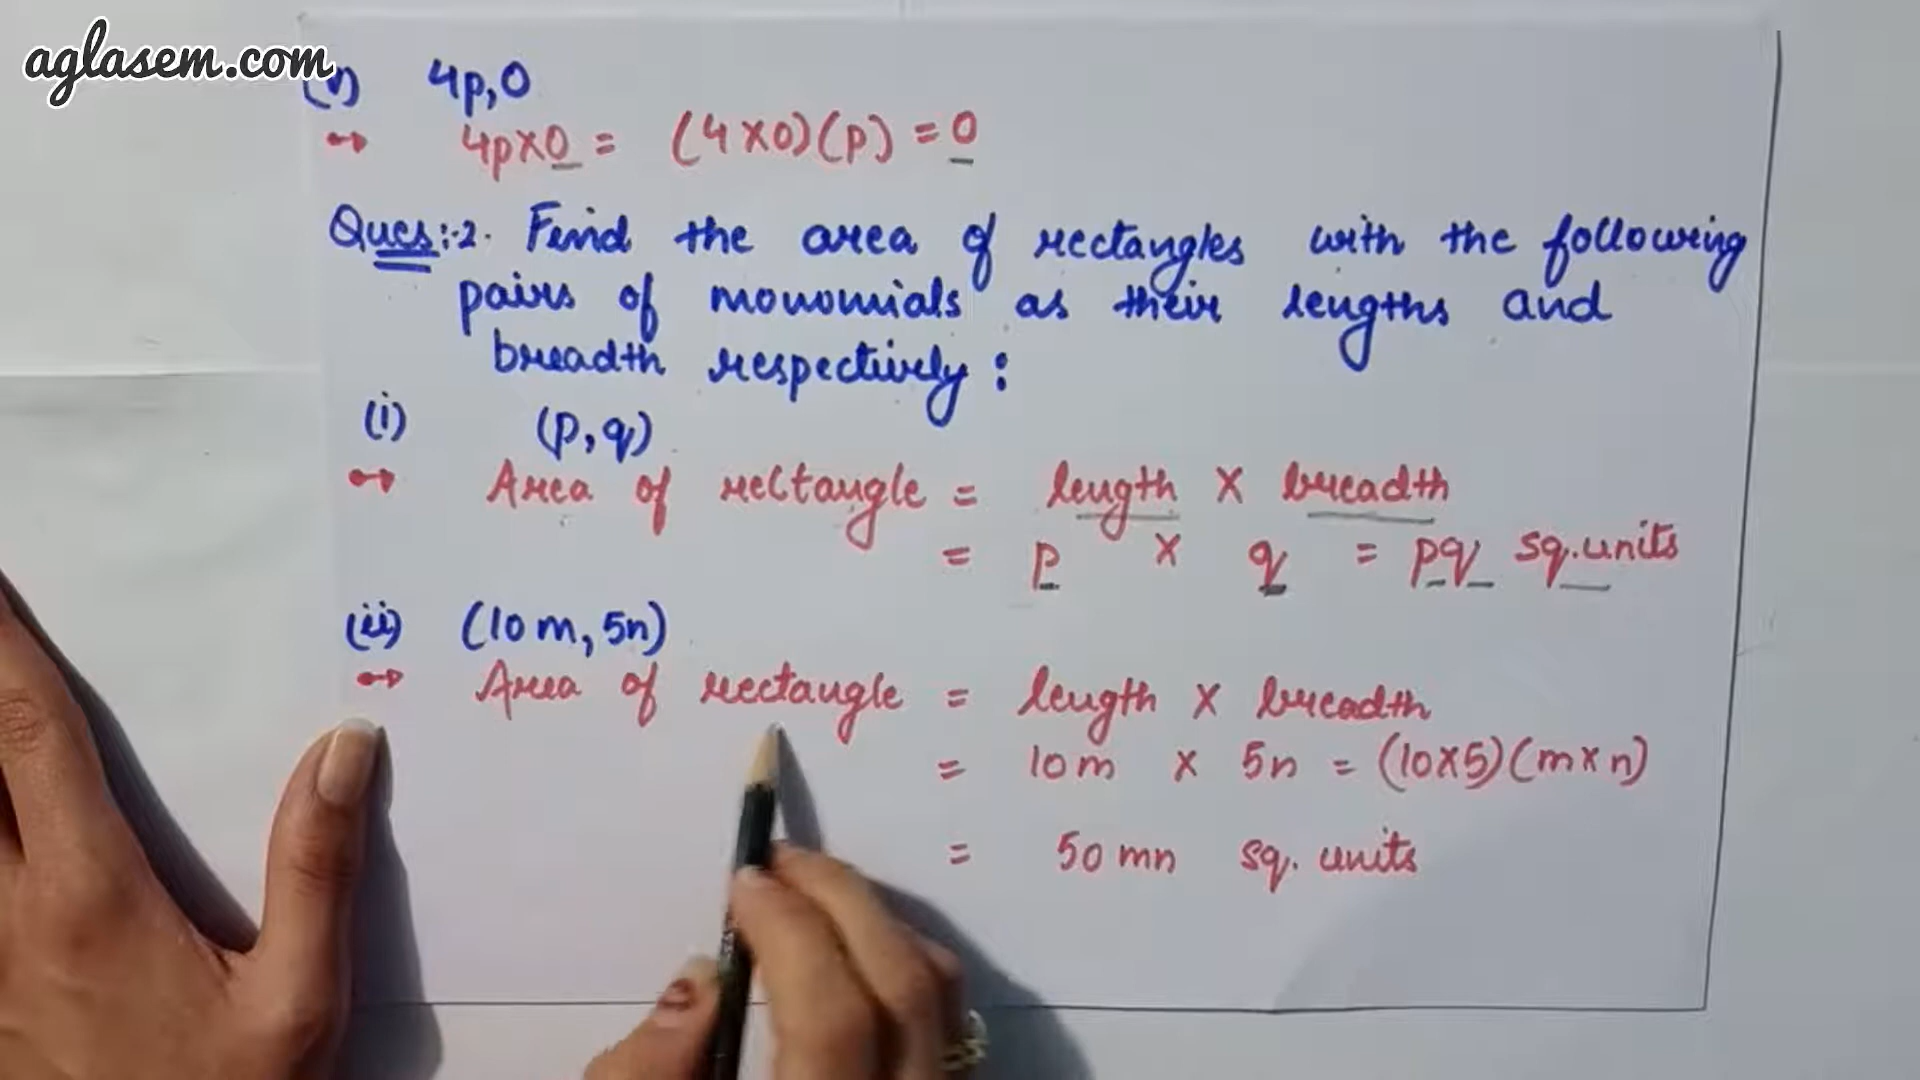 aglasem.com
(v) 4p, 0
4p×0 = (4×0)(p) = 0
Ques:-2. Find the area of rectangles with the following
pairs of monomials as their lengths and
breadth respectively:
(i) (p, q)
Area of rectangle = length × breadth
= p × q = pq sq. units
(ii) (10m, 5n)
Area of rectangle = length × breadth
= 10m × 5n = (10×5)(m×n)
= 50 mn sq. units